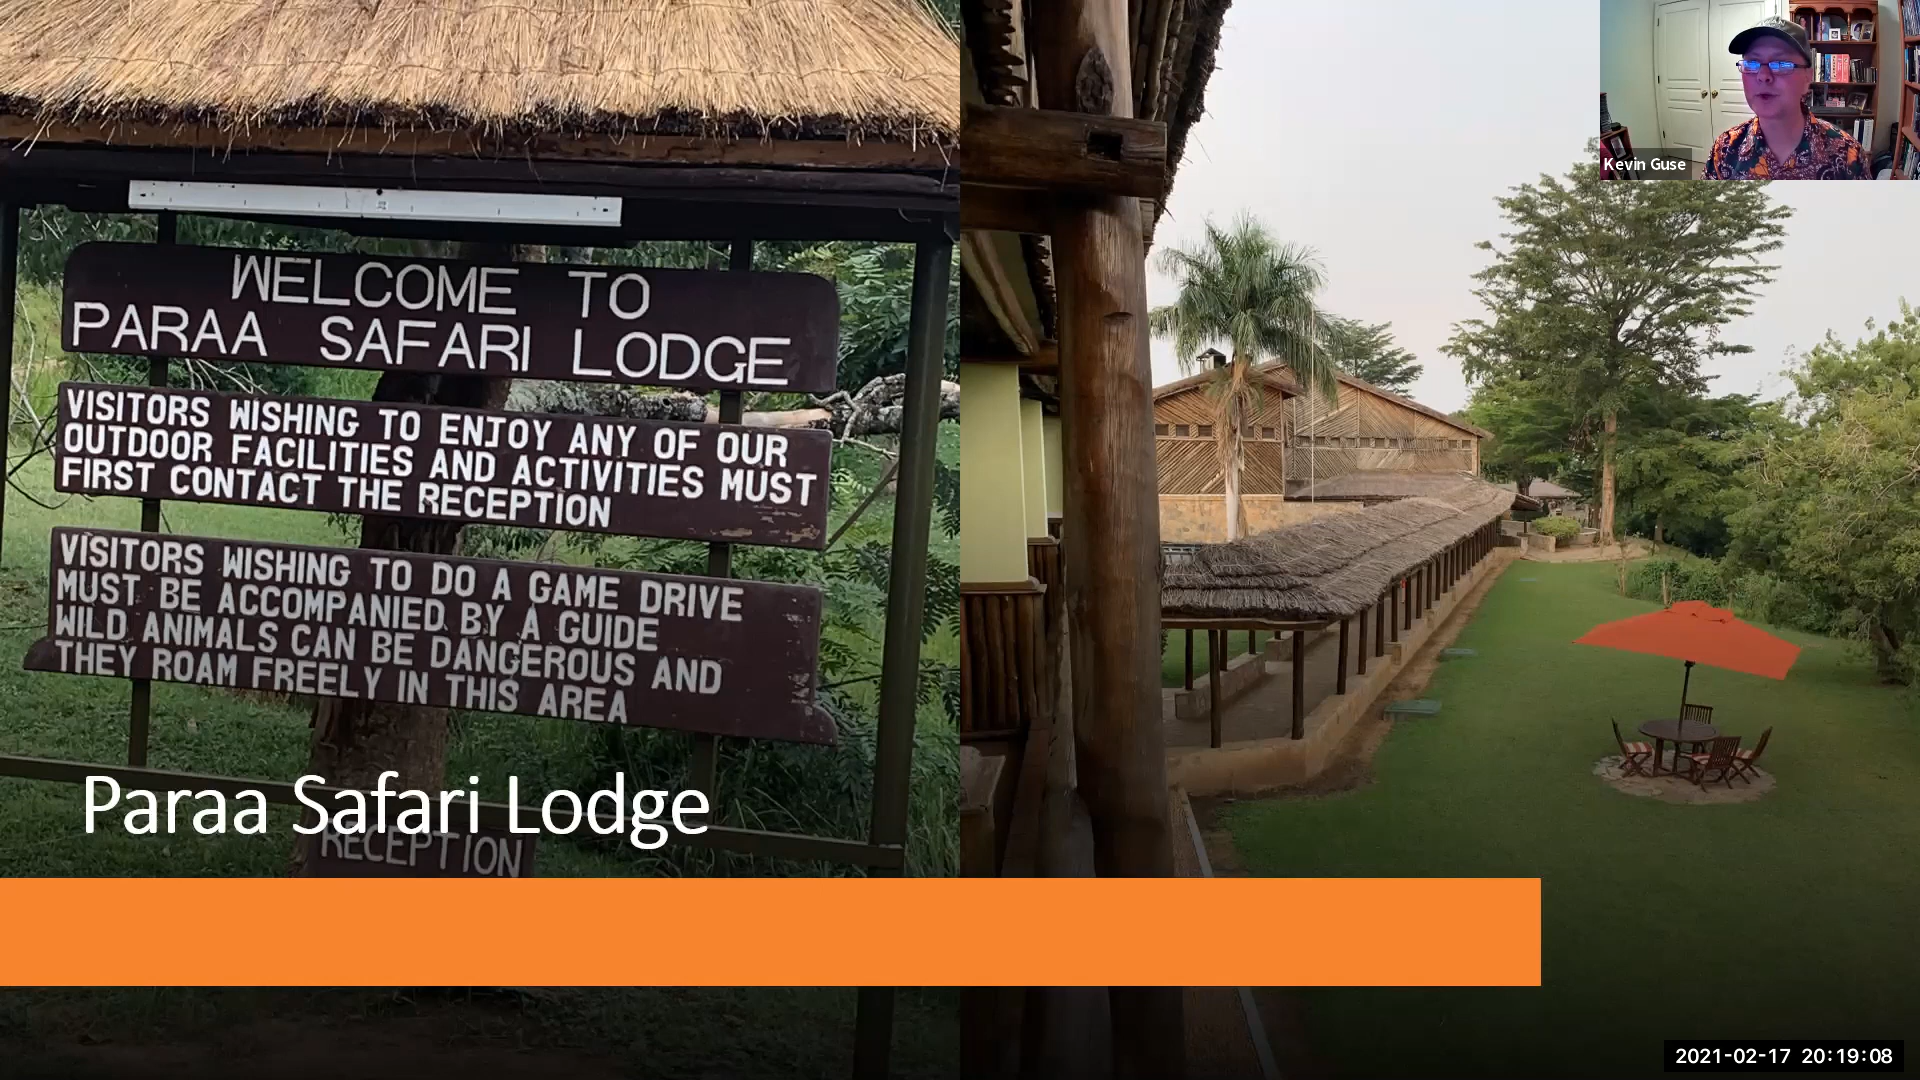 WELCOME TO
PARAA SAFARI LODGE
VISITORS WISHING TO ENJOY ANY OF OUR
OUTDOOR FACILITIES AND ACTIVITIES MUST
FIRST CONTACT THE RECEPTION
VISITORS WISHING TO DO A GAME DRIVE
MUST BE ACCOMPANIED BY A GUIDE
WILD ANIMALS CAN BE DANGEROUS AND
THEY ROAM FREELY IN THIS AREA
Paraa Safari Lodge
RECEPTION
Kevin Guse
2021-02-17 20:19:08